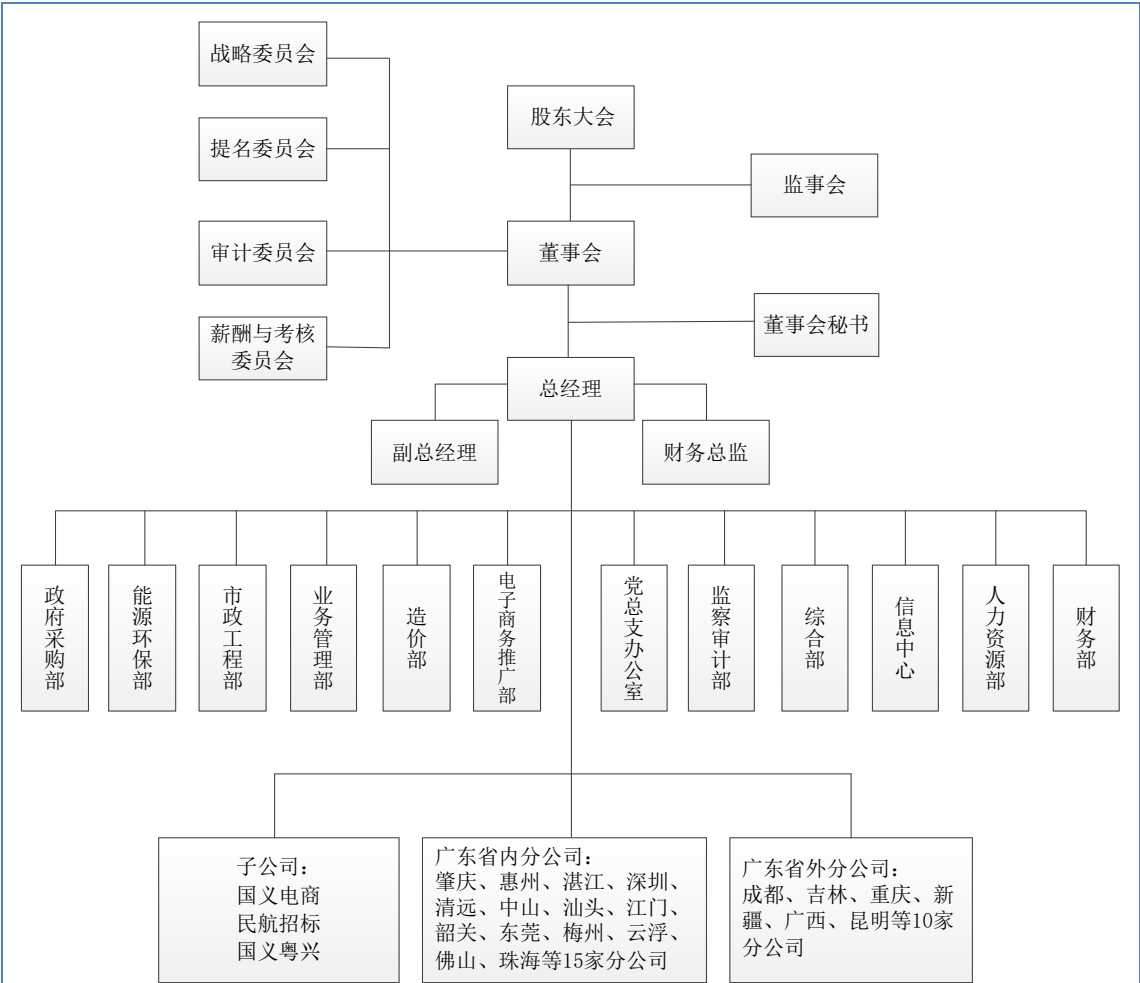 战略委员会
股东大会
提名委员会
监事会
审计委员会
董事会
董事会秘书
薪酬与考核
委员会
总经理
副总经理
财务总监
政府采购部
能源环保部
市政工程部
业务管理部
造价部
电子商务推广部
党总支办公室
监察审计部
综合部
信息中心
人力资源部
财务部
子公司：
国义电商
民航招标
国义粤兴
广东省内分公司：
肇庆、惠州、湛江、深圳、
清远、中山、汕头、江门、
韶关、东莞、梅州、云浮、
佛山、珠海等15家分公司
广东省外分公司：
成都、吉林、重庆、新
疆、广西、昆明等10家
分公司